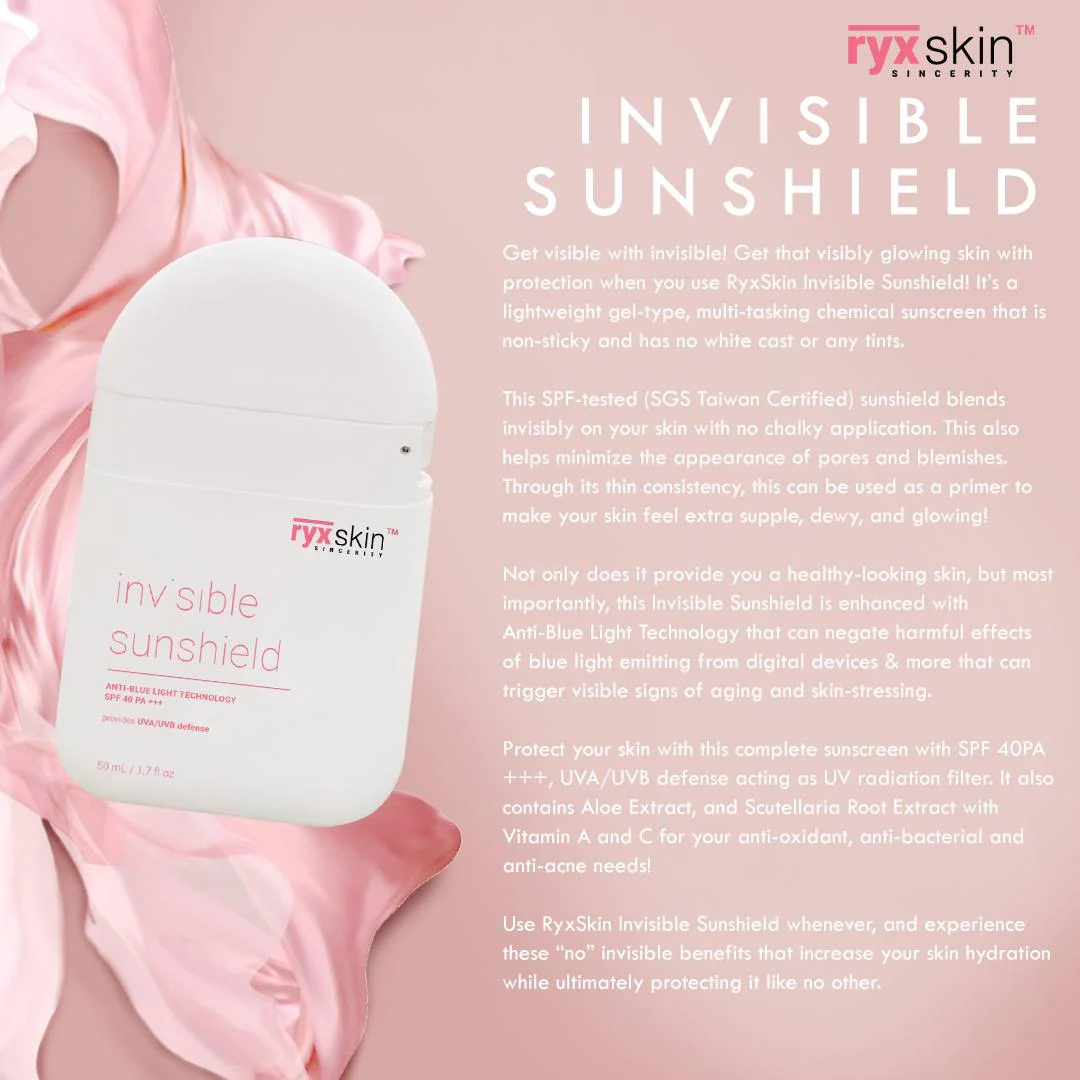 ryxskin™
SINCERITY
INVISIBLE
SUNSHIELD
Get visible with invisible! Get that visibly glowing skin with
protection when you use RyxSkin Invisible Sunshield! It's a
lightweight gel-type, multi-tasking chemical sunscreen that is
non-sticky and has no white cast or any tints.
This SPF-tested (SGS Taiwan Certified) sunshield blends
invisibly on your skin with no chalky application. This also
helps minimize the appearance of pores and blemishes.
Through its thin consistency, this can be used as a primer to
make your skin feel extra supple, dewy, and glowing!
Not only does it provide you a healthy-looking skin, but most
importantly, this Invisible Sunshield is enhanced with
Anti-Blue Light Technology that can negate harmful effects
of blue light emitting from digital devices & more that can
trigger visible signs of aging and skin-stressing.
Protect your skin with this complete sunscreen with SPF 40PA
+++, UVA/UVB defense acting as UV radiation filter. It also
contains Aloe Extract, and Scutellaria Root Extract with
Vitamin A and C for your anti-oxidant, anti-bacterial and
anti-acne needs!
Use RyxSkin Invisible Sunshield whenever, and experience
these "no" invisible benefits that increase your skin hydration
while ultimately protecting it like no other.
ryxskin™
SINCERITY
invisible
sunshield
ANTI-BLUE LIGHT TECHNOLOGY
SPF 40 PA +++
provides UVA/UVB defense
50 mL / 1.7 fl oz